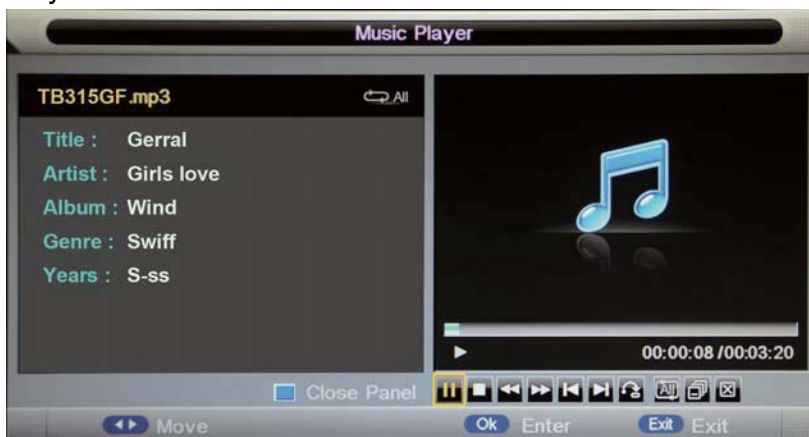 Music Player
TB315GF.mp3 All
Title : Gerral
Artist : Girls love
Album : Wind
Genre : Swiff
Years : S-ss
00:00:08 /00:03:20
Close Panel
All
Move
Ok Enter
Exit Exit